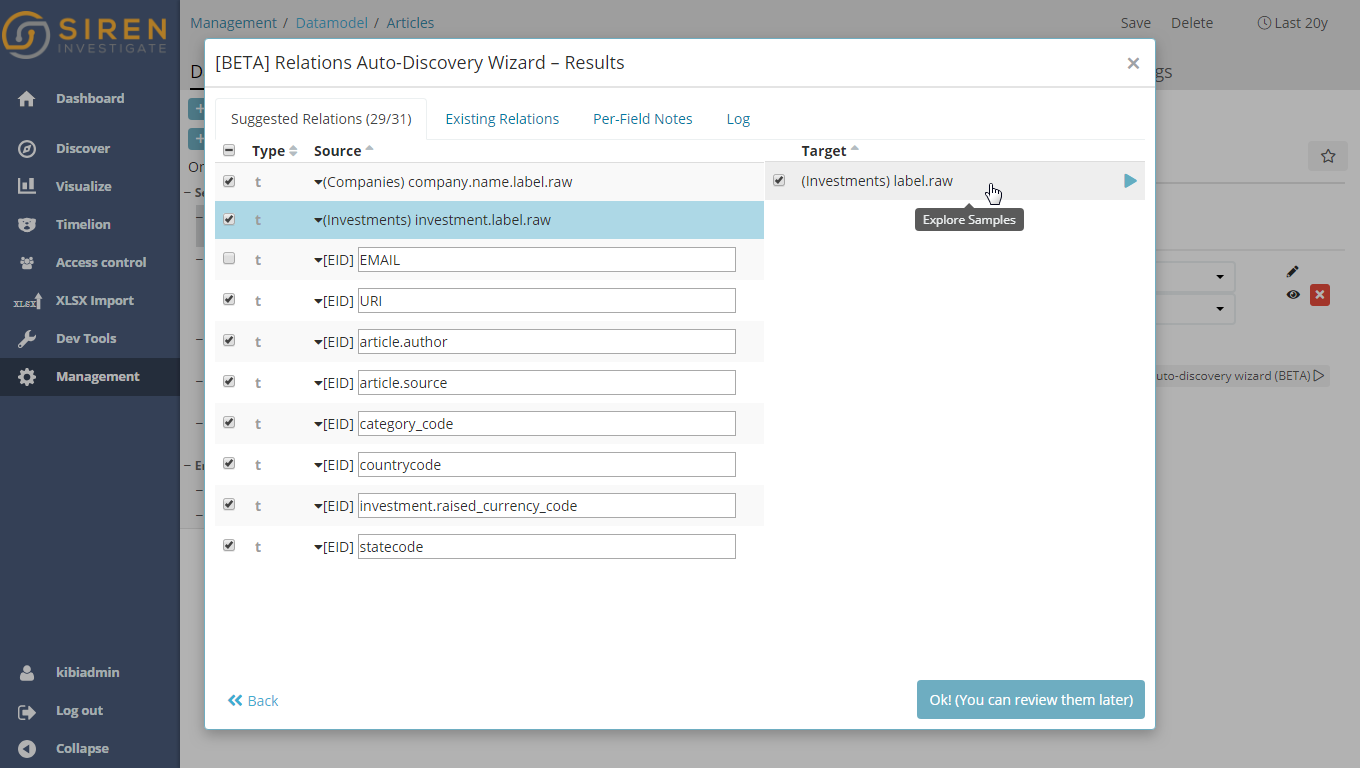 SIREN
INVESTIGATE
Dashboard
Discover
Visualize
Timelion
Access control
XLSX
XLSX Import
Dev Tools
Management
kibiadmin
Log out
Collapse
Management / Datamodel / Articles
Save
Delete
Last 20y
gs
[BETA] Relations Auto-Discovery Wizard – Results
×
Suggested Relations (29/31)
Existing Relations
Per-Field Notes
Log
Type
Source
Target
t
(Companies) company.name.label.raw
(Investments) label.raw
Explore Samples
t
(Investments) investment.label.raw
t
[EID] EMAIL
t
[EID] URI
t
[EID] article.author
t
[EID] article.source
t
[EID] category_code
t
[EID] countrycode
t
[EID] investment.raised_currency_code
t
[EID] statecode
uto-discovery wizard (BETA)
Back
Ok! (You can review them later)